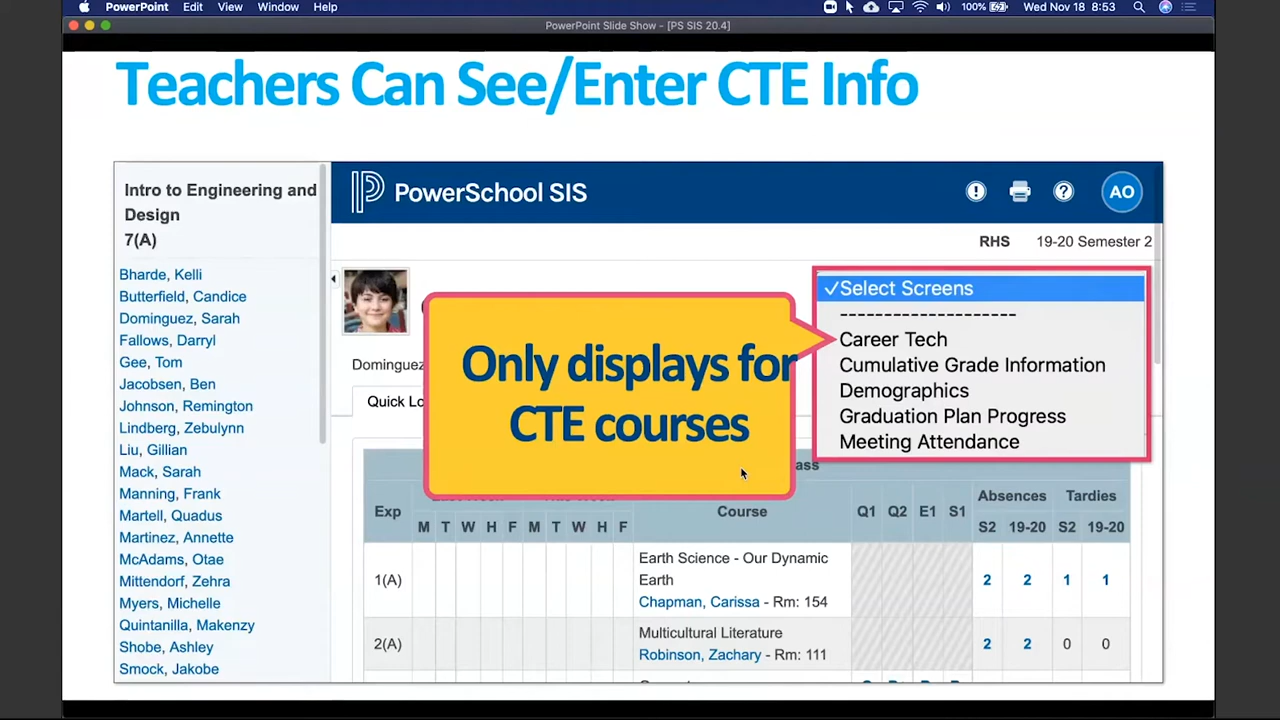 PowerPoint Edit View Window Help 100% Wed Nov 18 8:53
PowerPoint Slide Show - [PS SIS 20.4]
Teachers Can See/Enter CTE Info
Intro to Engineering and
Design
7(A)
Bharde, Kelli
Butterfield, Candice
Dominguez, Sarah
Fallows, Darryl
Gee, Tom
Jacobsen, Ben
Johnson, Remington
Lindberg, Zebulynn
Liu, Gillian
Mack, Sarah
Manning, Frank
Martell, Quadus
Martinez, Annette
McAdams, Otae
Mittendorf, Zehra
Myers, Michelle
Quintanilla, Makenzy
Shobe, Ashley
Smock, Jakobe
PowerSchool SIS
AO
RHS 19-20 Semester 2
✓Select Screens
--------------------
Career Tech
Cumulative Grade Information
Demographics
Graduation Plan Progress
Meeting Attendance
Only displays for
CTE courses
Dominguez
Quick Lo
Absences Tardies
Exp M T W H F M T W H F Course Q1 Q2 E1 S1 S2 19-20 S2 19-20
1(A) Earth Science - Our Dynamic
Earth
Chapman, Carissa - Rm: 154 2 2 1 1
2(A) Multicultural Literature
Robinson, Zachary - Rm: 111 2 2 0 0